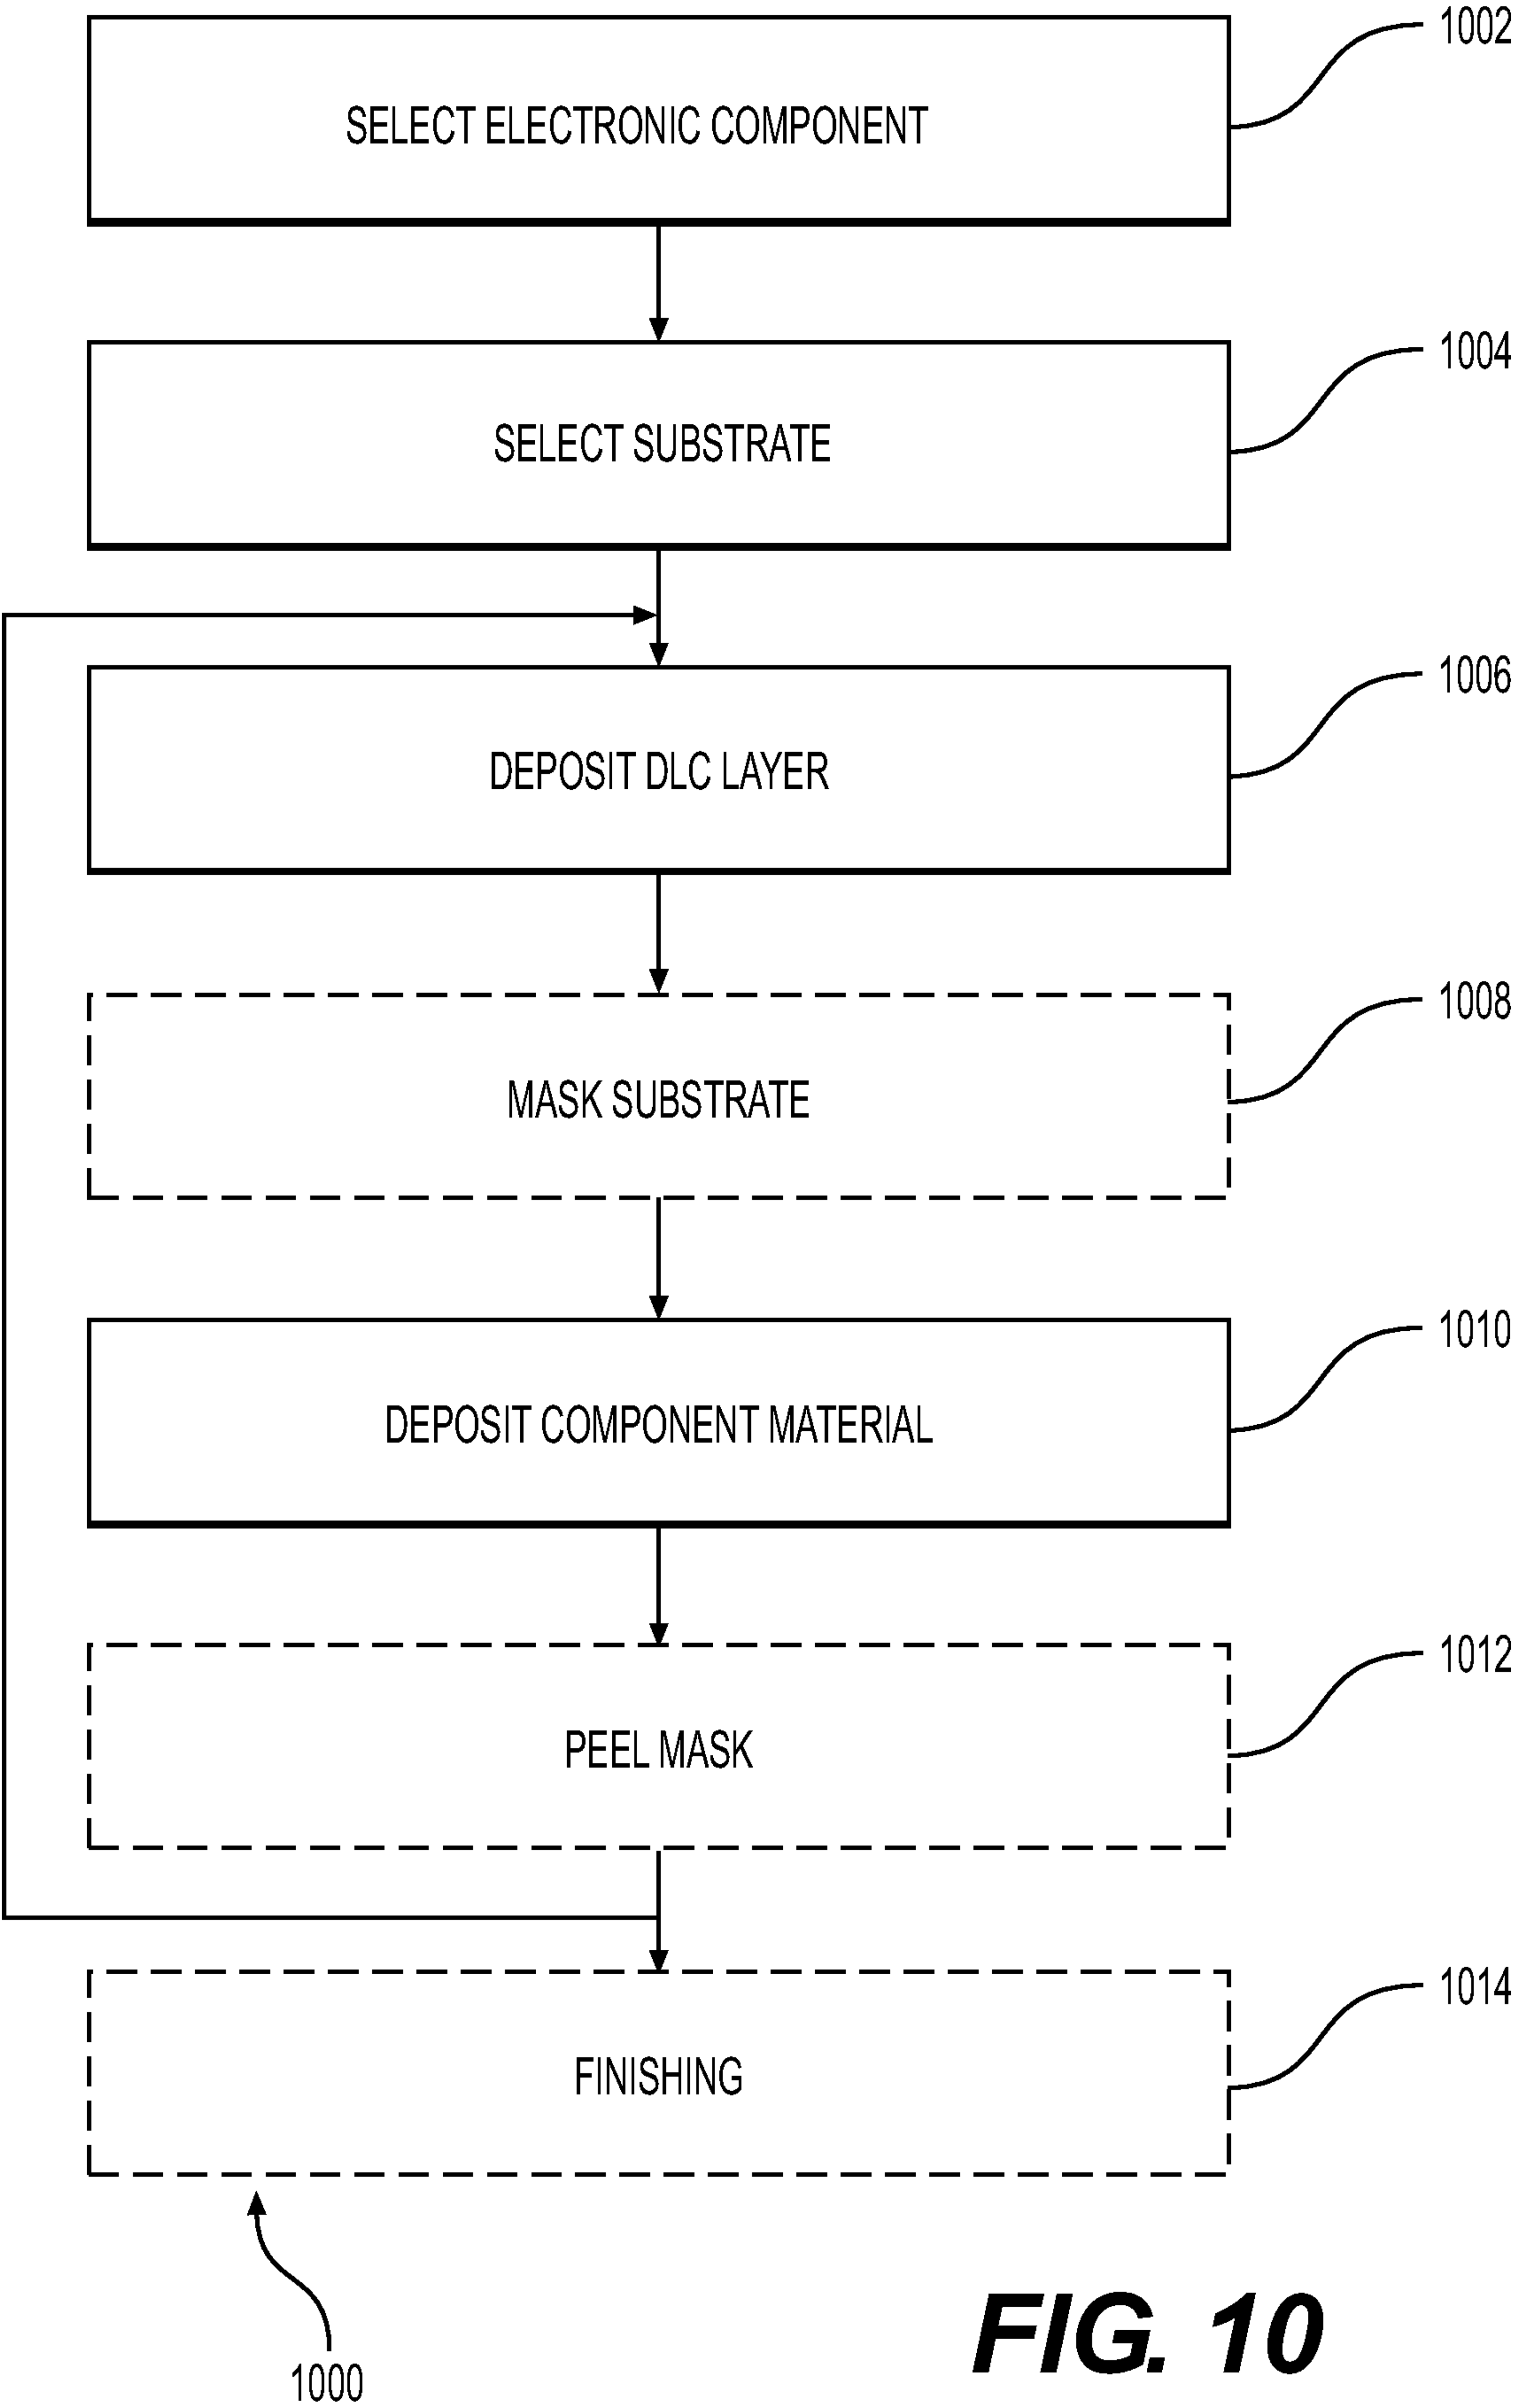 1002
SELECT ELECTRONIC COMPONENT
1004
SELECT SUBSTRATE
1006
DEPOSIT DLC LAYER
1008
MASK SUBSTRATE
1010
DEPOSIT COMPONENT MATERIAL
1012
PEEL MASK
1014
FINISHING
1000
FIG. 10